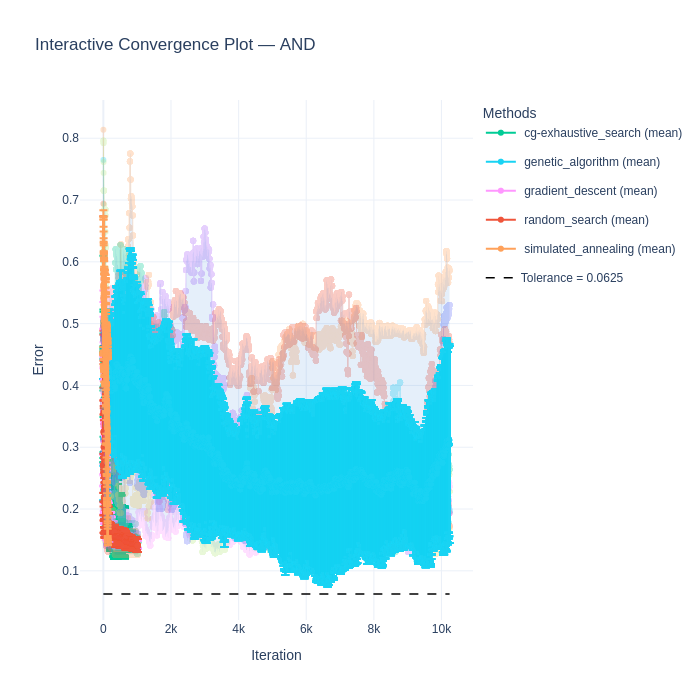 Interactive Convergence Plot — AND
Methods
cg-exhaustive_search (mean)
genetic_algorithm (mean)
gradient_descent (mean)
random_search (mean)
simulated_annealing (mean)
Tolerance = 0.0625
Error
0.8
0.7
0.6
0.5
0.4
0.3
0.2
0.1
0 2k 4k 6k 8k 10k
Iteration